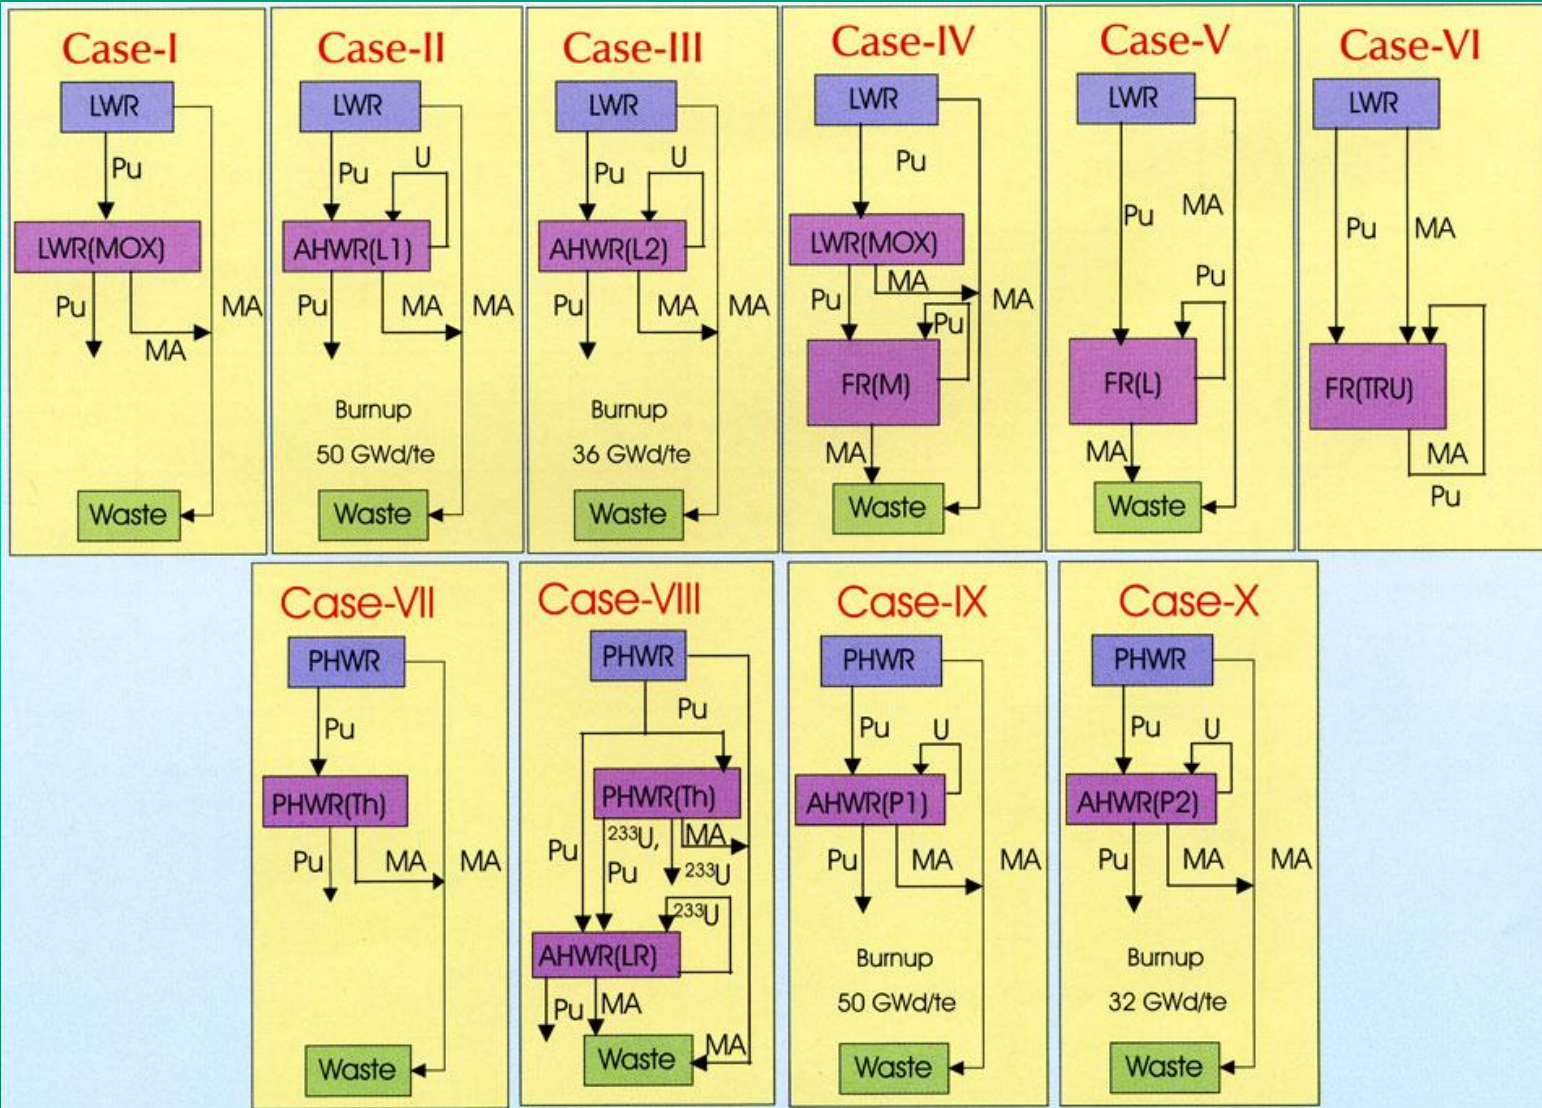 Case-I
LWR
Pu
LWR(MOX)
Pu
MA
MA
Waste
Case-II
LWR
Pu
U
AHWR(L1)
Pu
MA
MA
Burnup
50 GWd/te
Waste
Case-III
LWR
Pu
U
AHWR(L2)
Pu
MA
MA
Burnup
36 GWd/te
Waste
Case-IV
LWR
Pu
LWR(MOX)
MA
Pu
MA
Pu
FR(M)
MA
Waste
Case-V
LWR
Pu
MA
Pu
FR(L)
MA
Waste
Case-VI
LWR
Pu
MA
FR(TRU)
MA
Pu
Case-VII
PHWR
Pu
PHWR(Th)
Pu
MA
MA
Waste
Case-VIII
PHWR
Pu
PHWR(Th)
²³³U,
MA
Pu
Pu
²³³U
²³³U
AHWR(LR)
Pu
MA
Waste
MA
Case-IX
PHWR
Pu
U
AHWR(P1)
Pu
MA
MA
Burnup
50 GWd/te
Waste
Case-X
PHWR
Pu
U
AHWR(P2)
Pu
MA
MA
Burnup
32 GWd/te
Waste